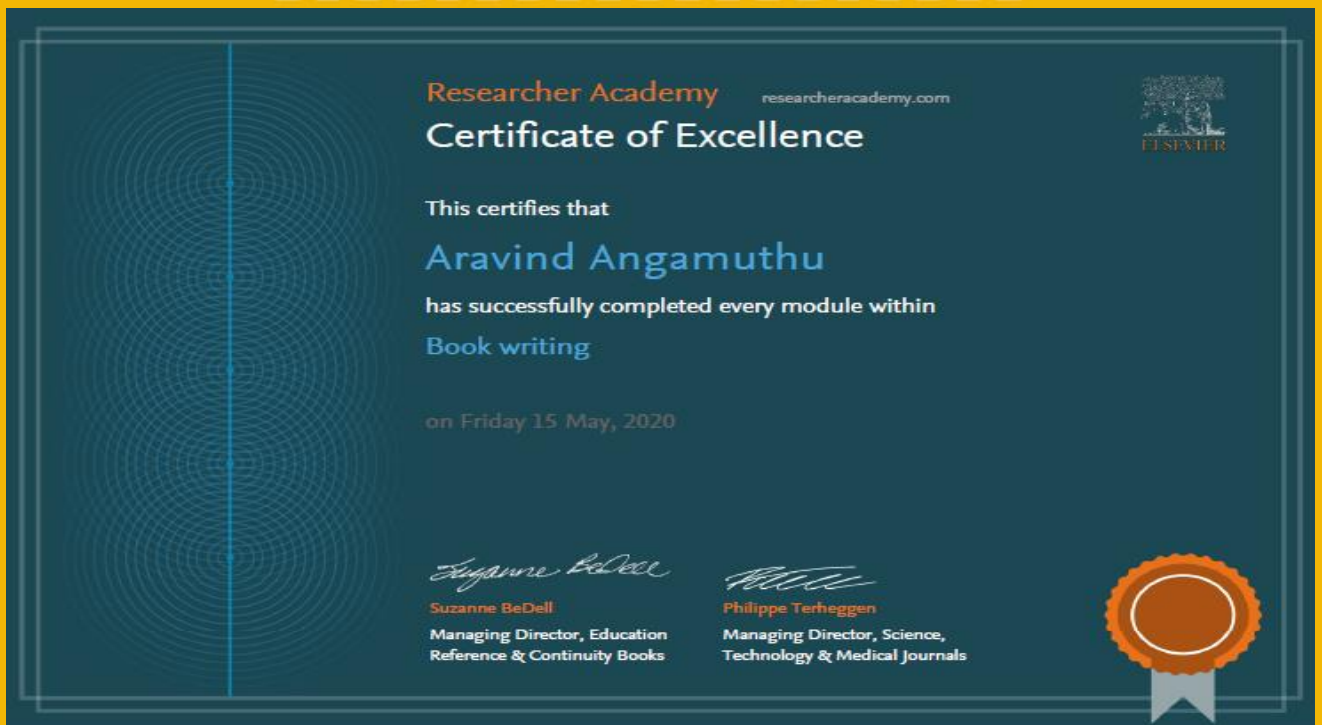 Researcher Academy researcheracademy.com
Certificate of Excellence
ELSEVIER
This certifies that
Aravind Angamuthu
has successfully completed every module within
Book writing
on Friday 15 May, 2020
Suzanne BeDell
Suzanne BeDell
Managing Director, Education
Reference & Continuity Books
Philippe Terheggen
Managing Director, Science,
Technology & Medical Journals